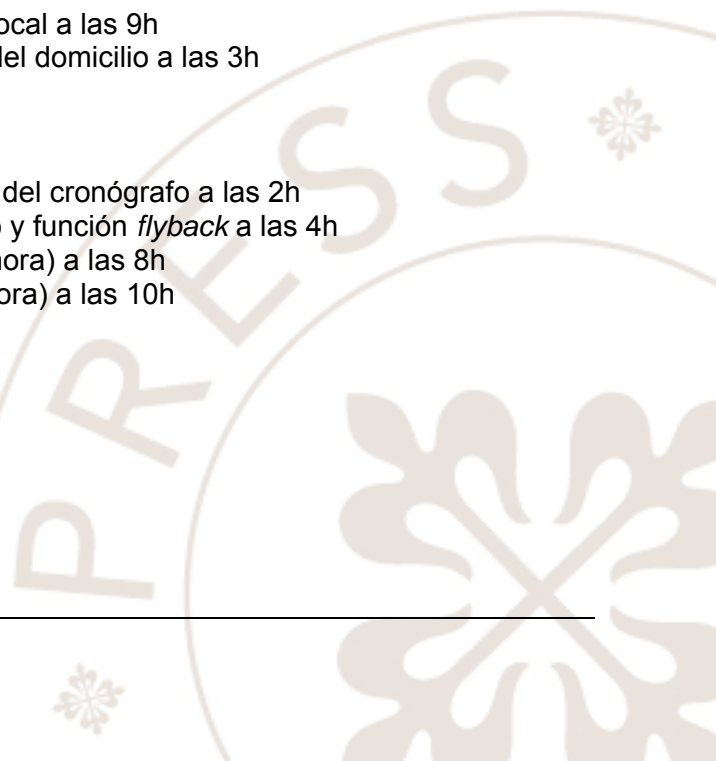 ocal a las 9h
del domicilio a las 3h
del cronógrafo a las 2h
y función flyback a las 4h
ora) a las 8h
ora) a las 10h
PRESS